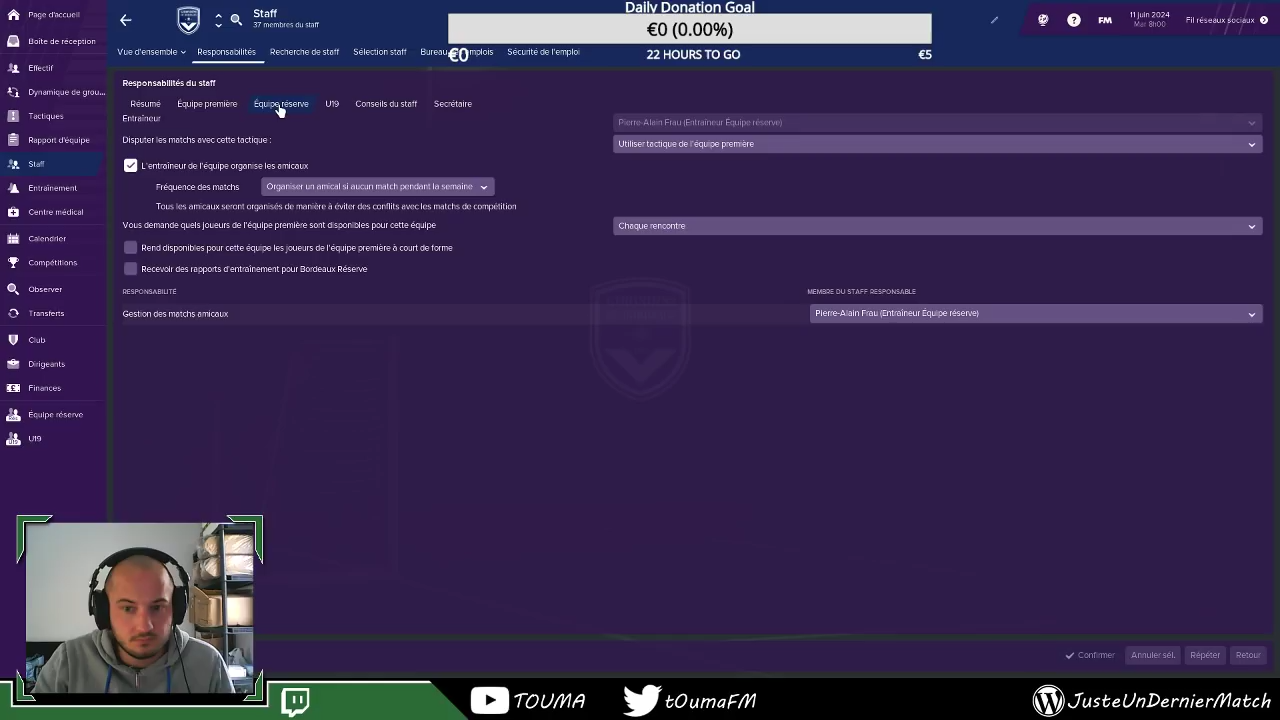 Daily Donation Goal
€0 (0.00%)
€0
22 HOURS TO GO
€5
Page d'accueil
Boîte de réception
Effectif
Dynamique de grou...
Tactiques
Rapport d'équipe
Staff
Entraînement
Centre médical
Calendrier
Compétitions
Observer
Transferts
Club
Dirigeants
Finances
Équipe réserve
U19
Staff
37 membres du staff
FM
11 juin 2024
Mar 8h00
Fil réseaux sociaux
Vue d'ensemble
Responsabilités
Recherche de staff
Sélection staff
Sécurité de l'emploi
Responsabilités du staff
Résumé
Équipe première
Équipe réserve
U19
Conseils du staff
Secrétaire
Entraîneur
Pierre-Alain Frau (Entraîneur Équipe réserve)
Disputer les matchs avec cette tactique :
Utiliser tactique de l'équipe première
L'entraîneur de l'équipe organise les amicaux
Fréquence des matchs
Organiser un amical si aucun match pendant la semaine
Tous les amicaux seront organisés de manière à éviter des conflits avec les matchs de compétition
Vous demande quels joueurs de l'équipe première sont disponibles pour cette équipe
Chaque rencontre
Rend disponibles pour cette équipe les joueurs de l'équipe première à court de forme
Recevoir des rapports d'entraînement pour Bordeaux Réserve
RESPONSABILITÉ
MEMBRE DU STAFF RESPONSABLE
Gestion des matchs amicaux
Pierre-Alain Frau (Entraîneur Équipe réserve)
Confirmer
Annuler sél.
Répéter
Retour
TOUMA
tOumaFM
JusteUnDernierMatch